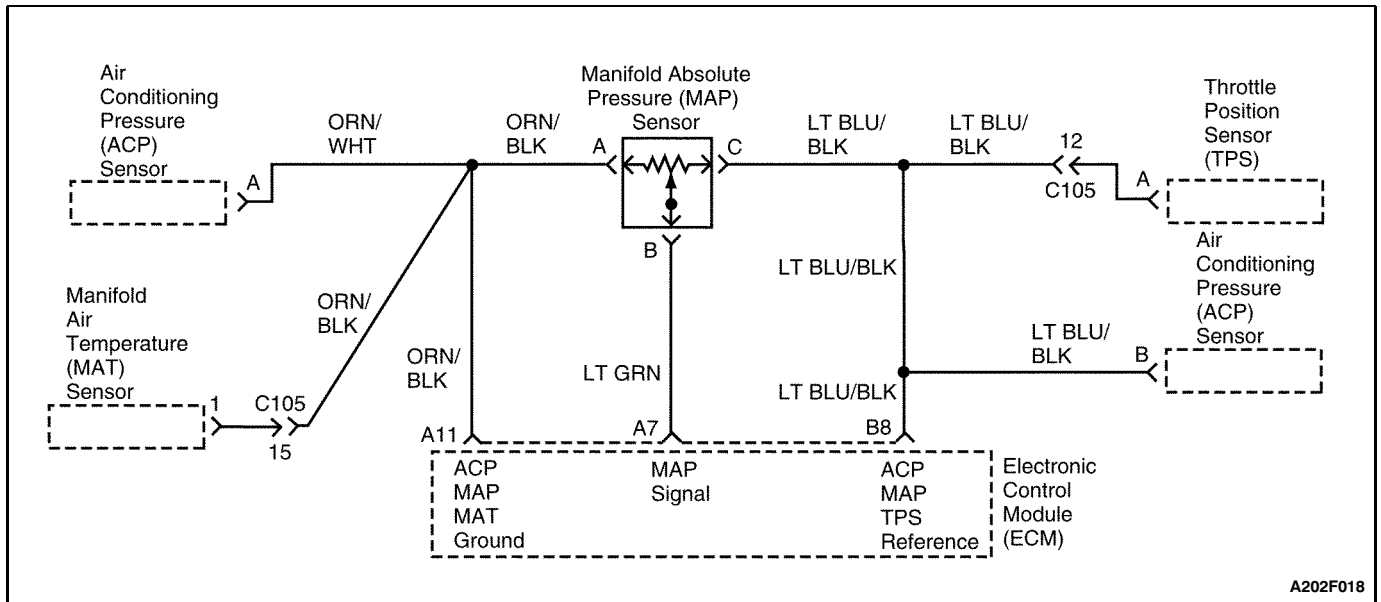 Air
Conditioning
Pressure
(ACP)
Sensor
A
ORN/
WHT
ORN/
BLK
Manifold Absolute
Pressure (MAP)
Sensor
A
C
B
LT BLU/
BLK
LT BLU/
BLK
12
C105
A
Throttle
Position
Sensor
(TPS)
Manifold
Air
Temperature
(MAT)
Sensor
1
C105
15
ORN/
BLK
ORN/
BLK
LT GRN
LT BLU/BLK
LT BLU/BLK
LT BLU/
BLK
B
Air
Conditioning
Pressure
(ACP)
Sensor
A11
A7
B8
ACP
MAP
MAT
Ground
MAP
Signal
ACP
MAP
TPS
Reference
Electronic
Control
Module
(ECM)
A202F018